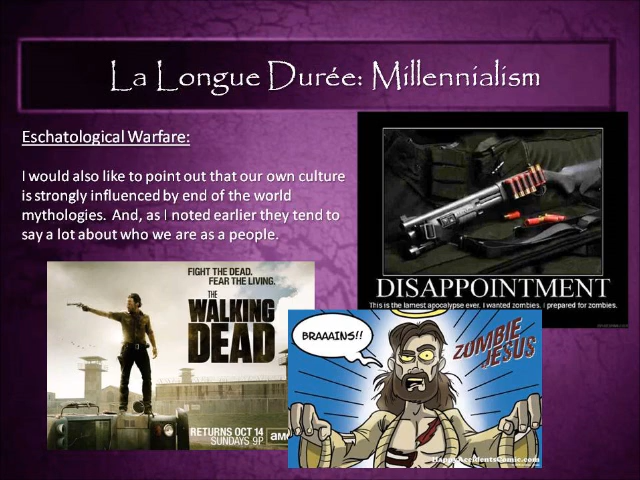 La Longue Durée: Millennialism
Eschatological Warfare:
I would also like to point out that our own culture
is strongly influenced by end of the world
mythologies. And, as I noted earlier they tend to
say a lot about who we are as a people.
DISAPPOINTMENT
This is the lamest apocalypse ever. I wanted zombies. I prepared for zombies.
FIGHT THE DEAD.
FEAR THE LIVING.
THE
WALKING
DEAD
RETURNS OCT 14
SUNDAYS 9P
amc
BRAAAINS!!
ZOMBIE
JESUS
HappyAccidentsComic.com